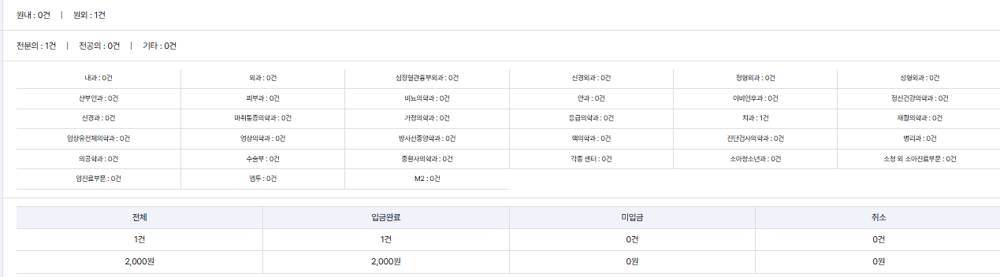 원내 : 0건 | 원외 : 1건
전문의 : 1건 | 전공의 : 0건 | 기타 : 0건
내과 : 0건 외과 : 0건 심장혈관흉부외과 : 0건 신경외과 : 0건 정형외과 : 0건 성형외과 : 0건
산부인과 : 0건 피부과 : 0건 비뇨의학과 : 0건 안과 : 0건 이비인후과 : 0건 정신건강의학과 : 0건
신경과 : 0건 마취통증의학과 : 0건 가정의학과 : 0건 응급의학과 : 0건 치과 : 1건 재활의학과 : 0건
임상유전체의학과 : 0건 영상의학과 : 0건 방사선종양학과 : 0건 핵의학과 : 0건 진단검사의학과 : 0건 병리과 : 0건
의공학과 : 0건 수술부 : 0건 중환자의학과 : 0건 각종 센터 : 0건 소아청소년과 : 0건 소청 외 소아진료부문 : 0건
암진료부문 : 0건 엠투 : 0건 M2 : 0건
전체 입금완료 미입금 취소
1건 1건 0건 0건
2,000원 2,000원 0원 0원